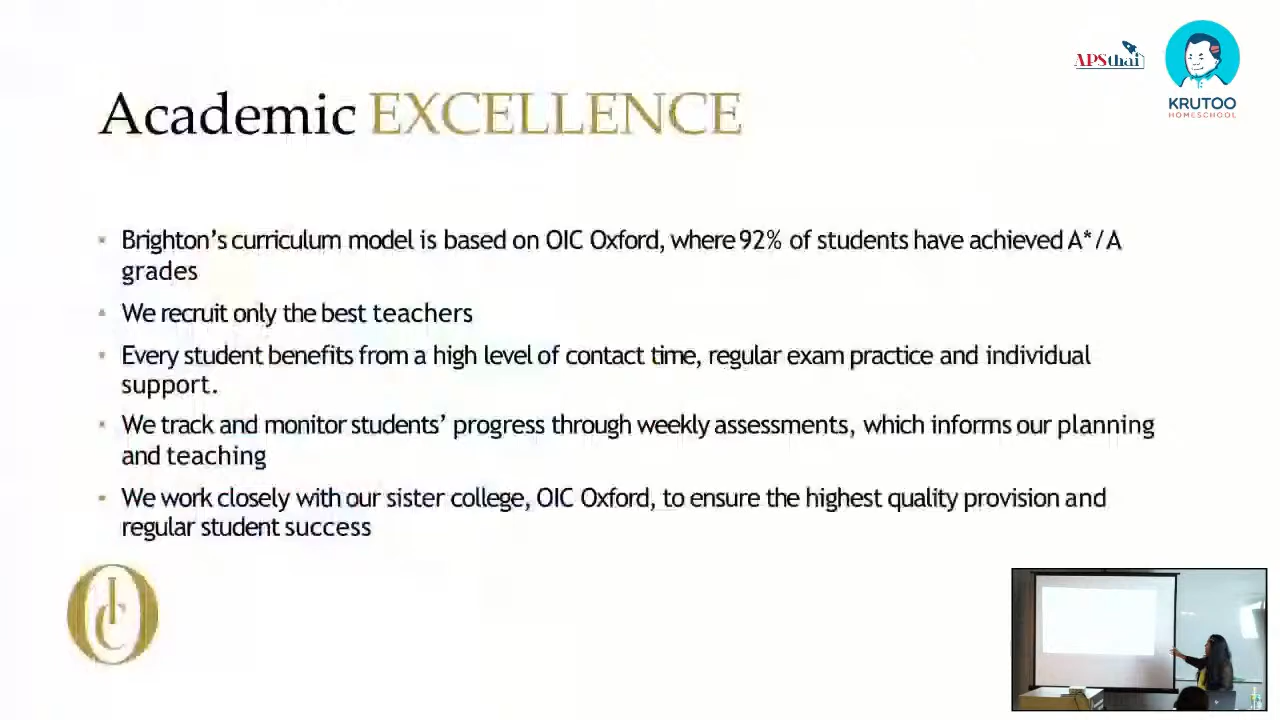 APSthai
KRUTOO
HOMESCHOOL
Academic EXCELLENCE
Brighton's curriculum model is based on OIC Oxford, where 92% of students have achieved A*/A
grades
We recruit only the best teachers
Every student benefits from a high level of contact time, regular exam practice and individual
support.
We track and monitor students' progress through weekly assessments, which informs our planning
and teaching
We work closely with our sister college, OIC Oxford, to ensure the highest quality provision and
regular student success
OIC